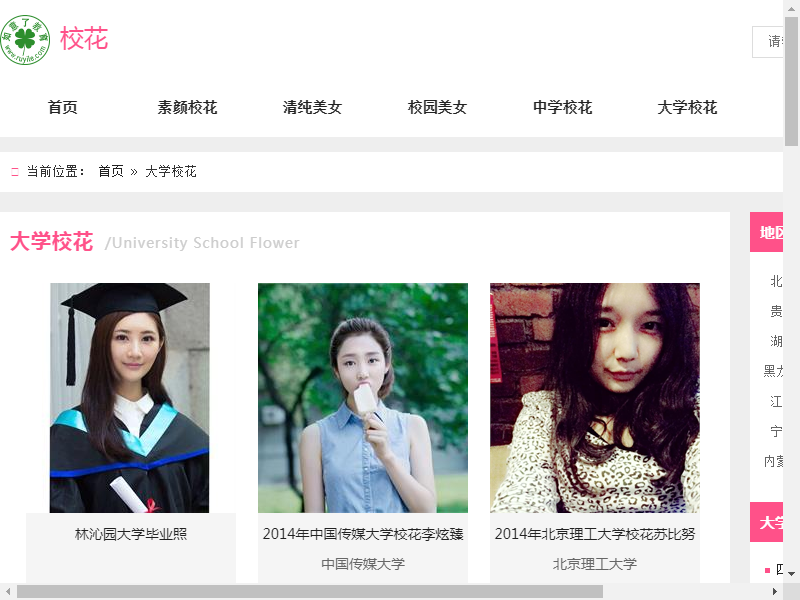 如意了教育
www.ruyile.com
校花
首页
素颜校花
清纯美女
校园美女
中学校花
大学校花
当前位置： 首页 » 大学校花
大学校花 /University School Flower
林沁园大学毕业照
2014年中国传媒大学校花李炫臻
中国传媒大学
2014年北京理工大学校花苏比努
北京理工大学
地区
北
贵
湖
黑龙
江
宁
内蒙
大学